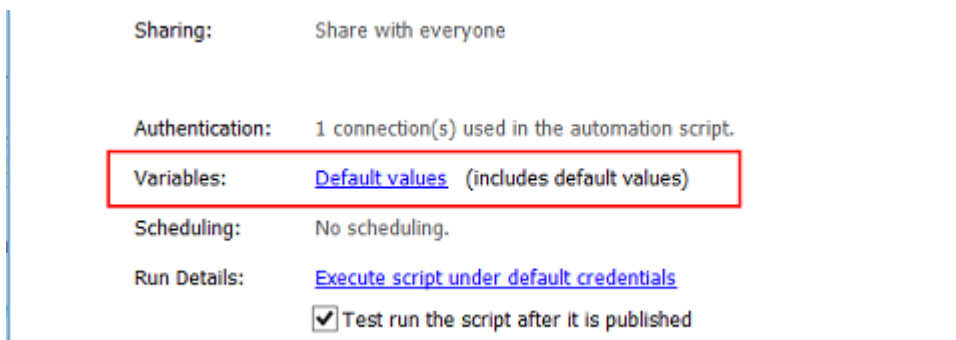 Sharing: Share with everyone
Authentication: 1 connection(s) used in the automation script.
Variables: Default values (includes default values)
Scheduling: No scheduling.
Run Details: Execute script under default credentials
Test run the script after it is published